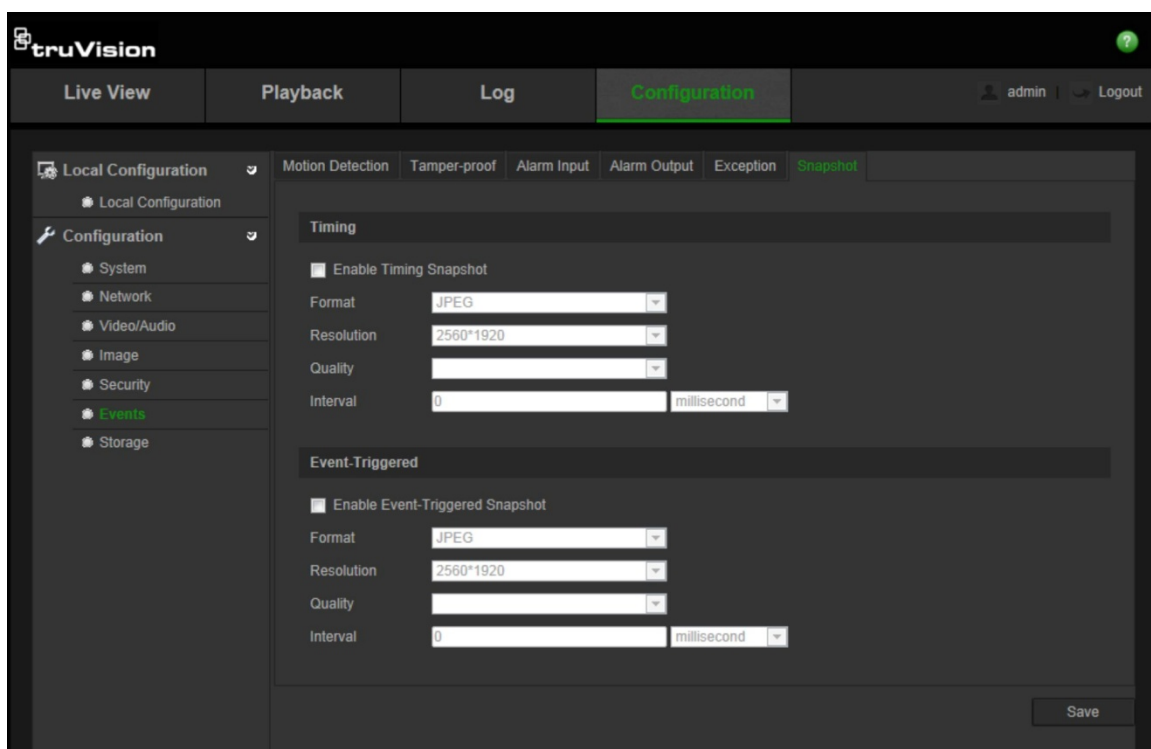 truVision
?
Live View Playback Log Configuration admin | Logout
Local Configuration
Local Configuration
Configuration
System
Network
Video/Audio
Image
Security
Events
Storage
Motion Detection Tamper-proof Alarm Input Alarm Output Exception Snapshot
Timing
Enable Timing Snapshot
Format JPEG
Resolution 2560*1920
Quality
Interval 0 millisecond
Event-Triggered
Enable Event-Triggered Snapshot
Format JPEG
Resolution 2560*1920
Quality
Interval 0 millisecond
Save